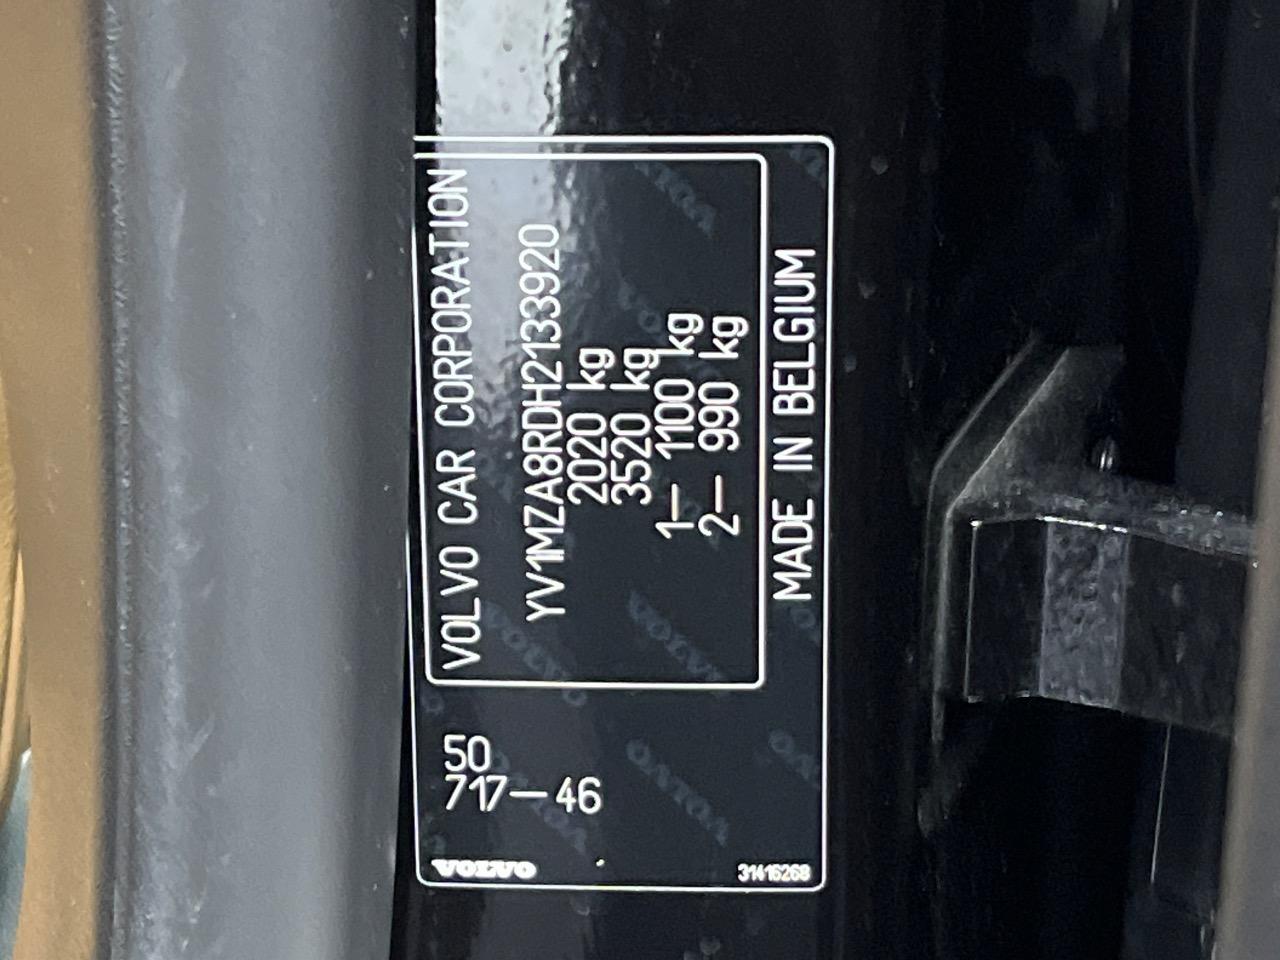 VOLVO CAR CORPORATION
YV1MZA8RDH2133920
2020 kg
3520 kg
1– 1100 kg
2– 990 kg
MADE IN BELGIUM
50
717–46
VOLVO
31416268